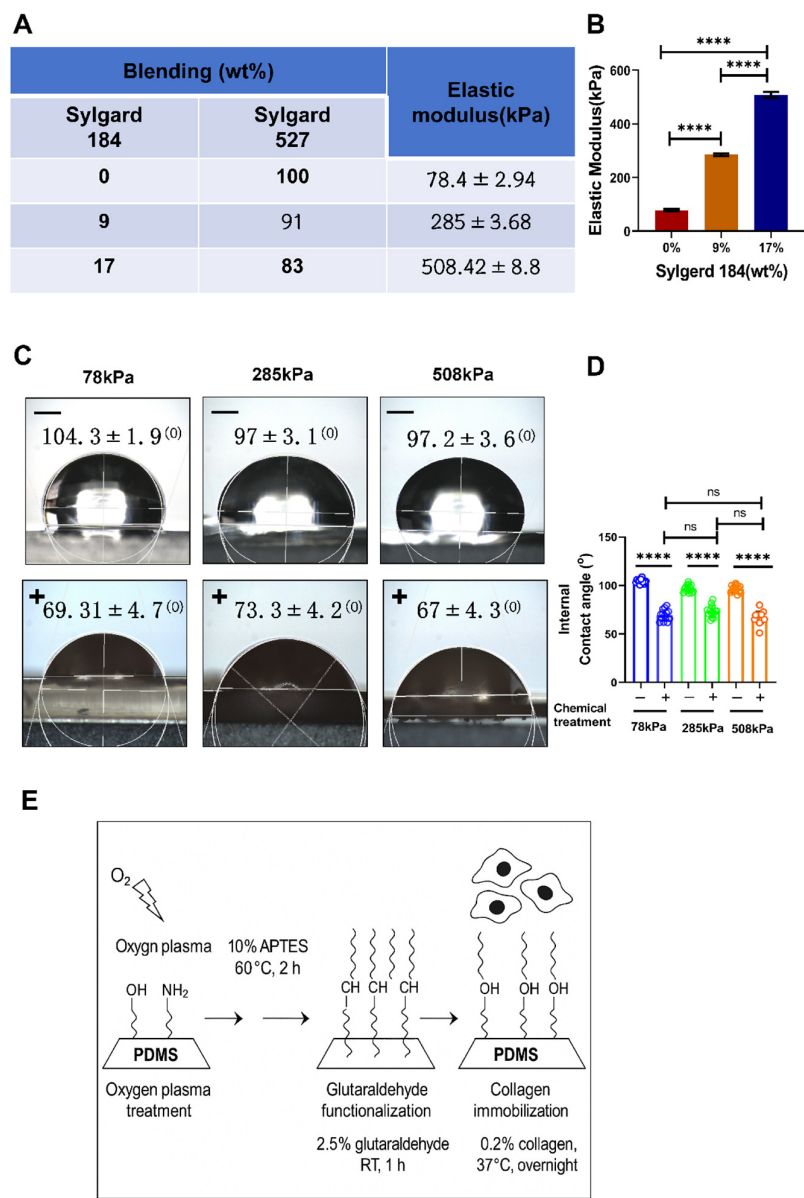 A
Blending (wt%)
Elastic
modulus(kPa)
Sylgard
184
Sylgard
527
0
100
78.4 ± 2.94
9
91
285 ± 3.68
17
83
508.42 ± 8.8
B
****
****
****
Elastic Modulus(kPa)
600
400
200
0
0%
9%
17%
Sylgerd 184(wt%)
C
78kPa
285kPa
508kPa
104.3 ± 1.9 (0)
97 ± 3.1 (0)
97.2 ± 3.6 (0)
+
69.31 ± 4.7 (0)
+
73.3 ± 4.2 (0)
+
67 ± 4.3 (0)
D
ns
ns
ns
**** **** ****
Internal
Contact angle (°)
150
100
50
0
− + − + − +
Chemical
treatment
78kPa 285kPa 508kPa
E
O2
Oxygn plasma
10% APTES
60°C, 2 h
OH NH2
CH CH CH
OH OH OH
PDMS
PDMS
Oxygen plasma
treatment
Glutaraldehyde
functionalization
2.5% glutaraldehyde
RT, 1 h
Collagen
immobilization
0.2% collagen,
37°C, overnight